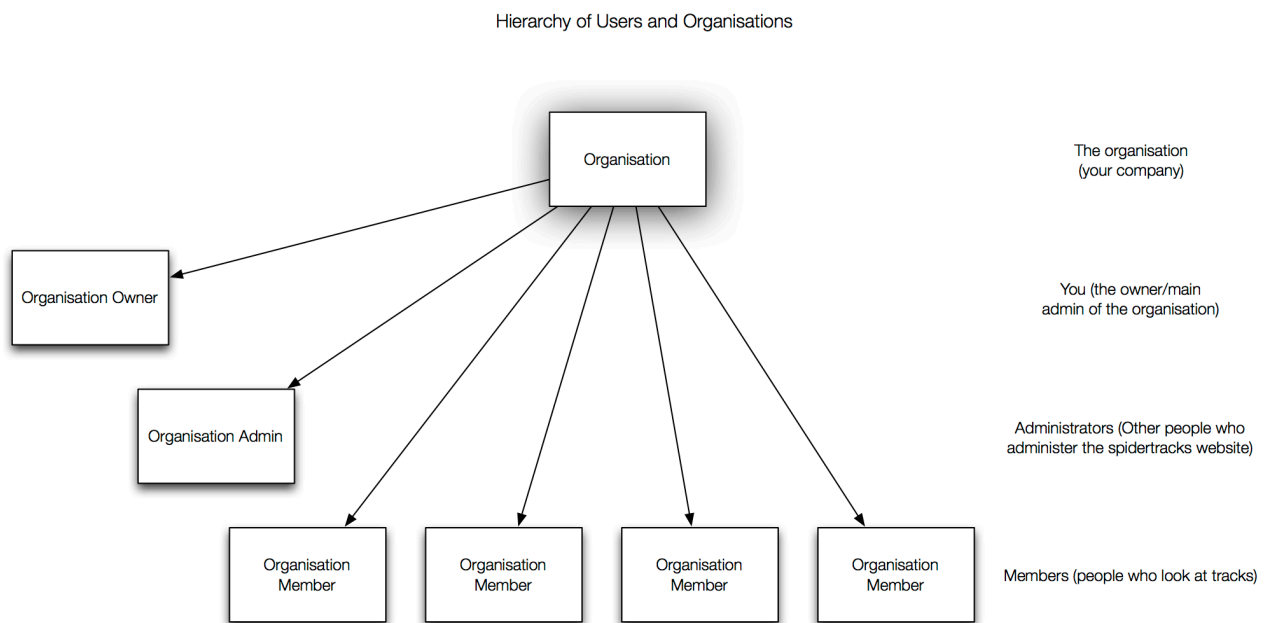 Hierarchy of Users and Organisations
Organisation
The organisation
(your company)
Organisation Owner
You (the owner/main
admin of the organisation)
Organisation Admin
Administrators (Other people who
administer the spidertracks website)
Organisation
Member
Organisation
Member
Organisation
Member
Organisation
Member
Members (people who look at tracks)